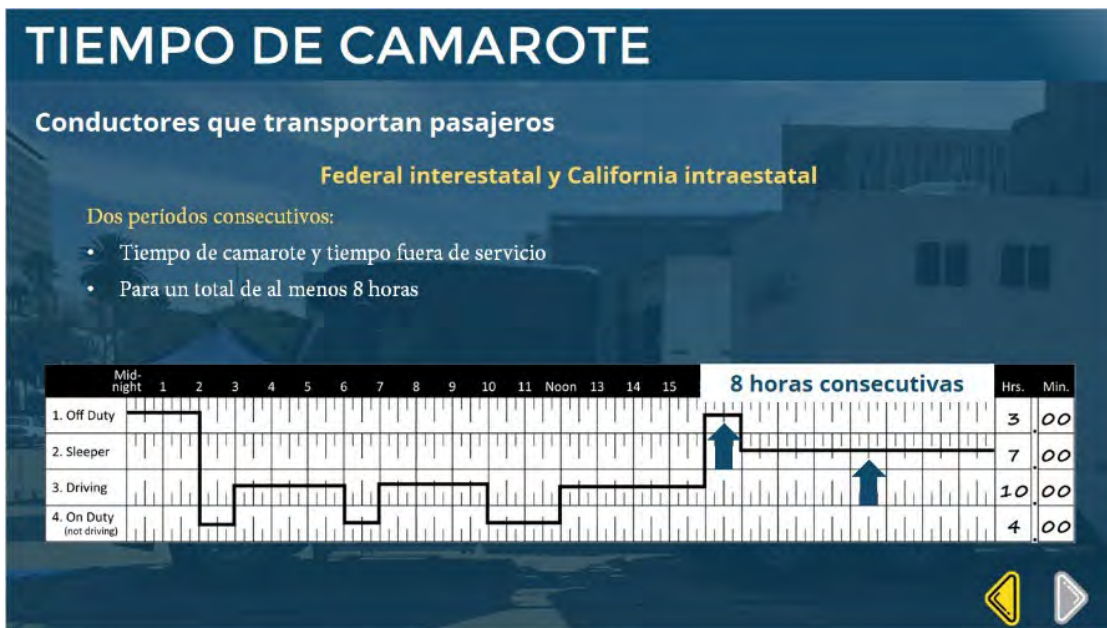 TIEMPO DE CAMAROTE
Conductores que transportan pasajeros
Federal interestatal y California intraestatal
Dos períodos consecutivos:
• Tiempo de camarote y tiempo fuera de servicio
• Para un total de al menos 8 horas
Mid-
night 1 2 3 4 5 6 7 8 9 10 11 Noon 13 14 15 8 horas consecutivas Hrs. Min.
1. Off Duty 3 .00
2. Sleeper 7 .00
3. Driving 10 .00
4. On Duty 4 .00
(not driving)